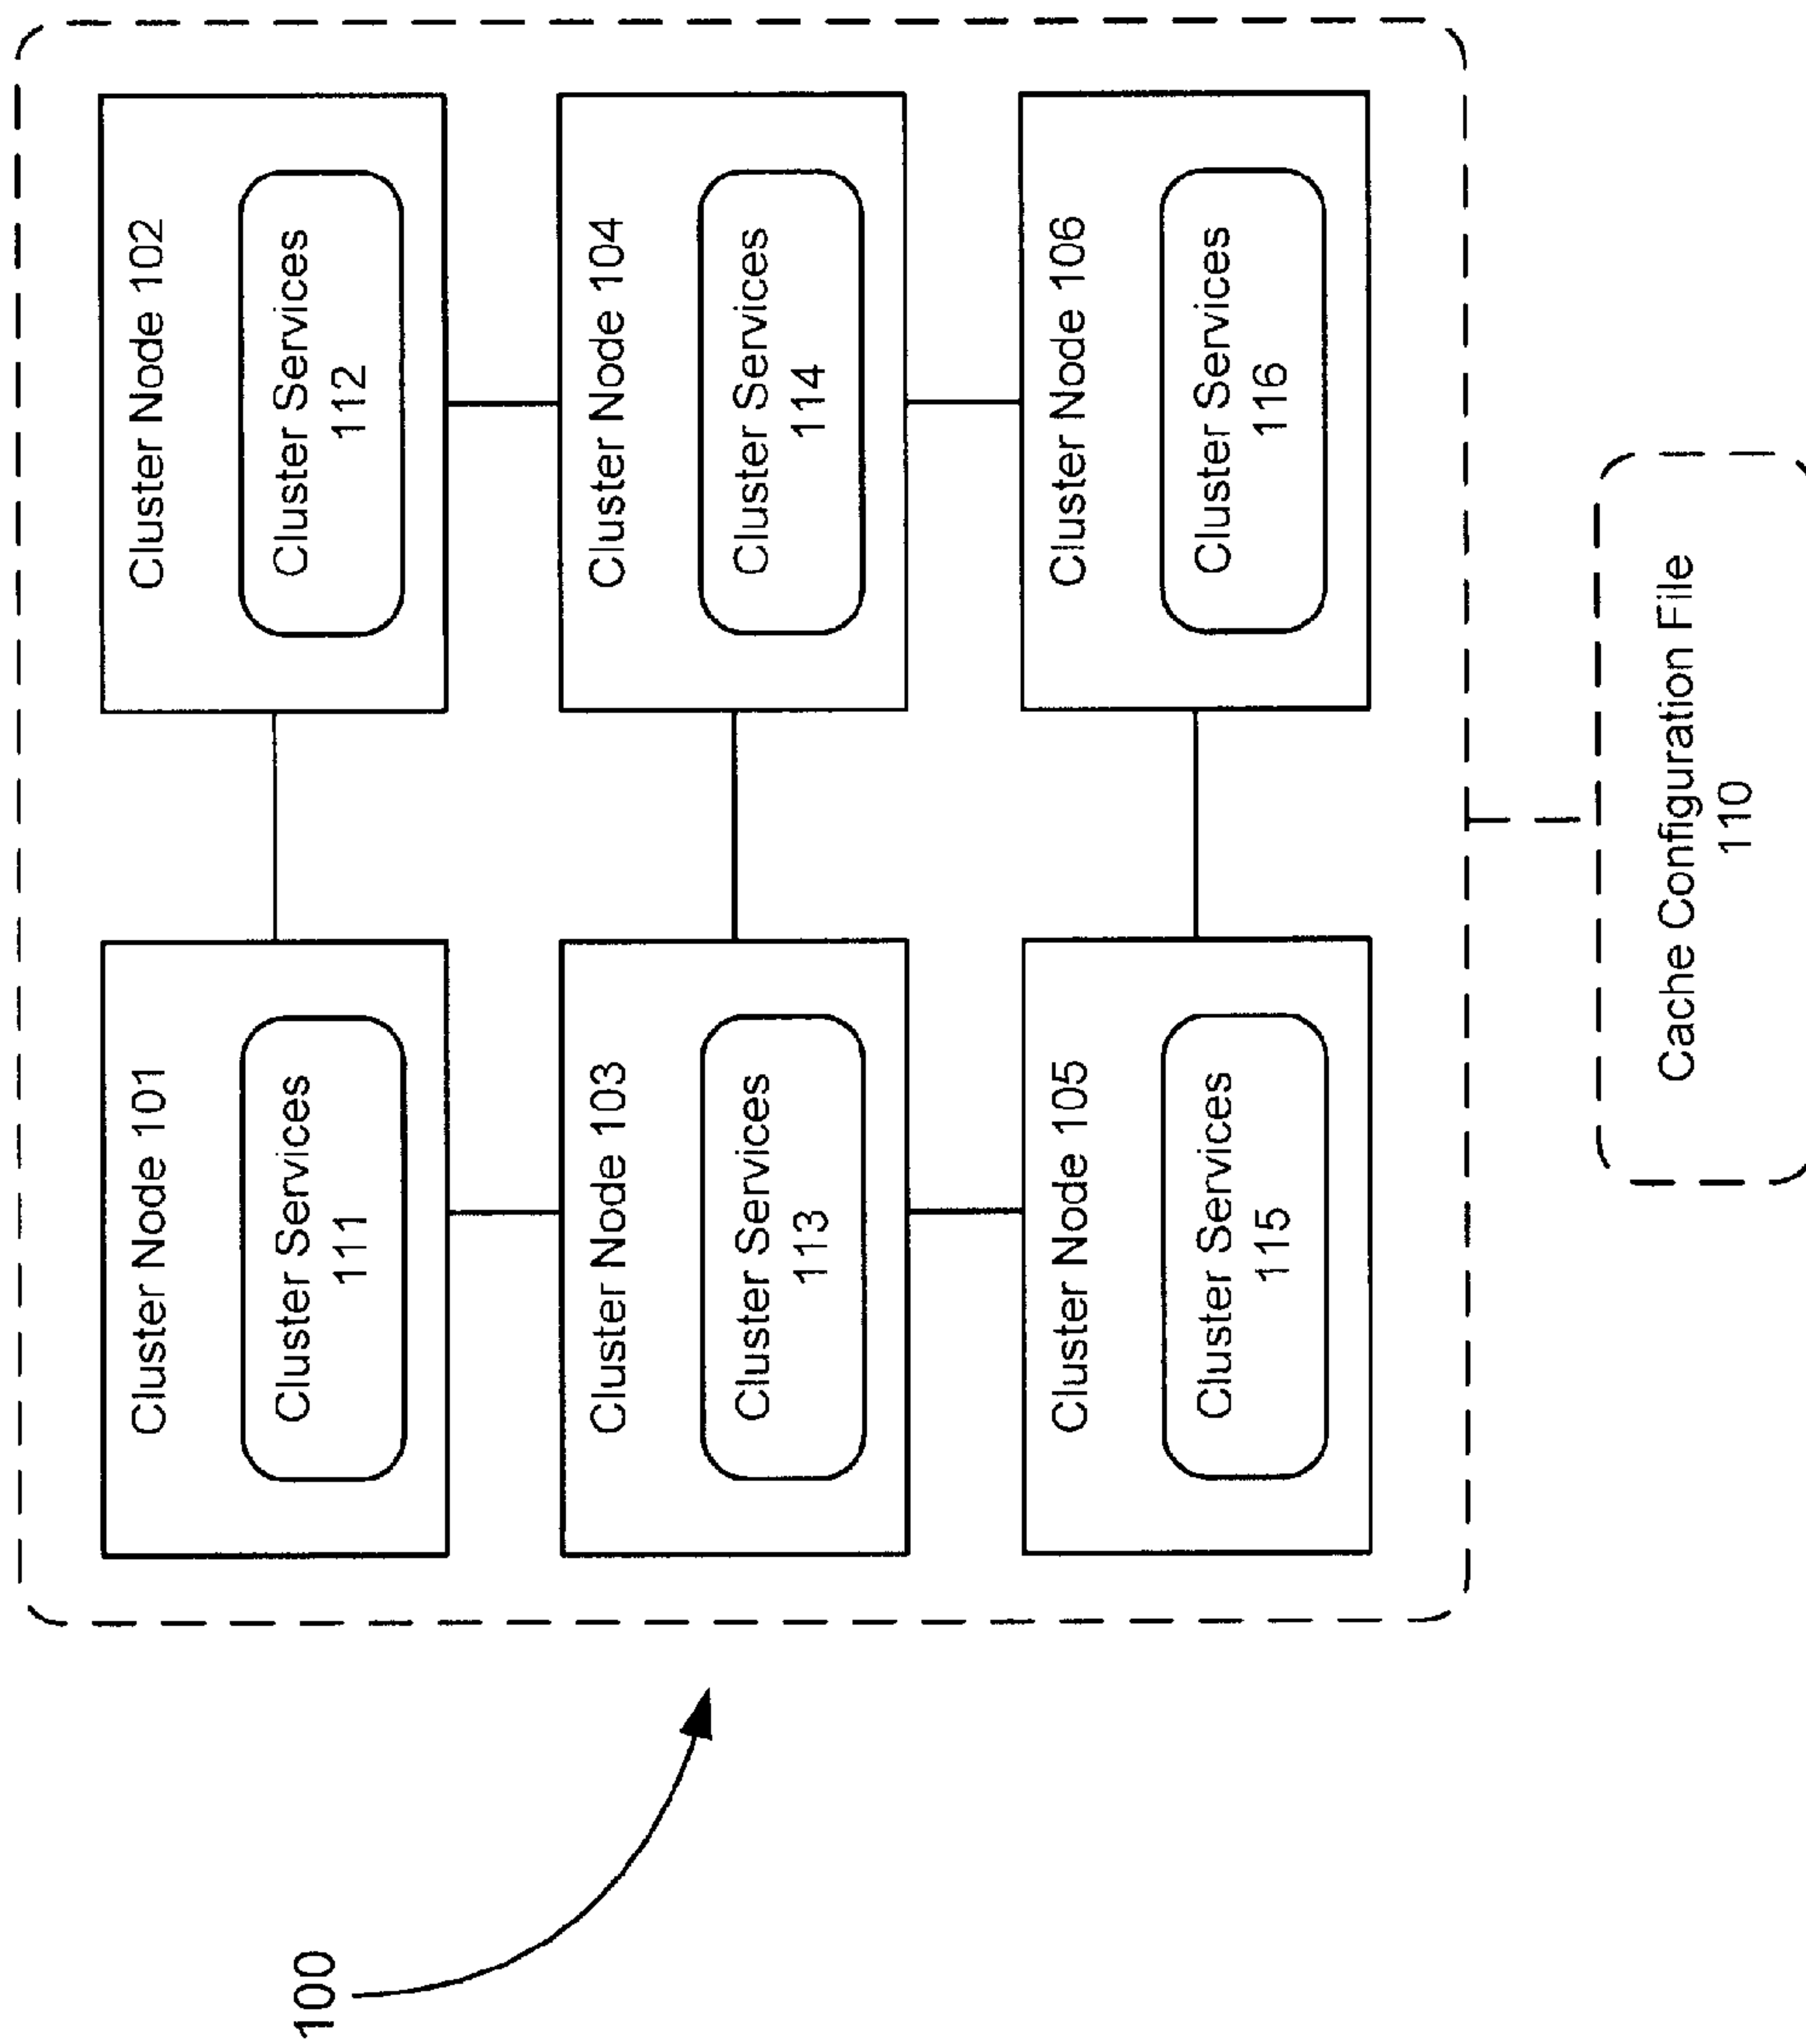 100
Cluster Node 101
Cluster Services
111
Cluster Node 102
Cluster Services
112
Cluster Node 103
Cluster Services
113
Cluster Node 104
Cluster Services
114
Cluster Node 105
Cluster Services
115
Cluster Node 106
Cluster Services
116
Cache Configuration File
110